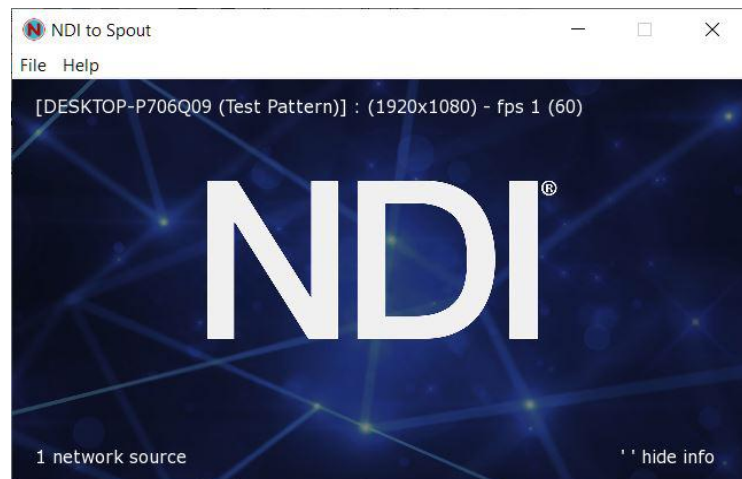 NDI to Spout
File Help
[DESKTOP-P706Q09 (Test Pattern)] : (1920x1080) - fps 1 (60)
NDI®
1 network source ' ' hide info